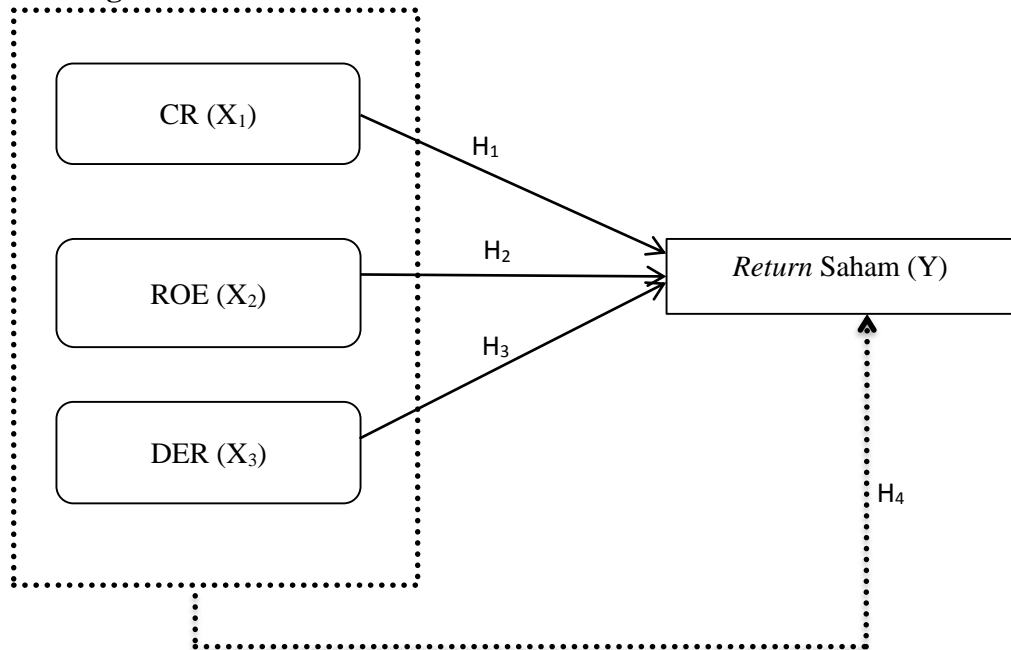 CR (X₁)
H₁
H₂
Return Saham (Y)
ROE (X₂)
H₃
DER (X₃)
H₄